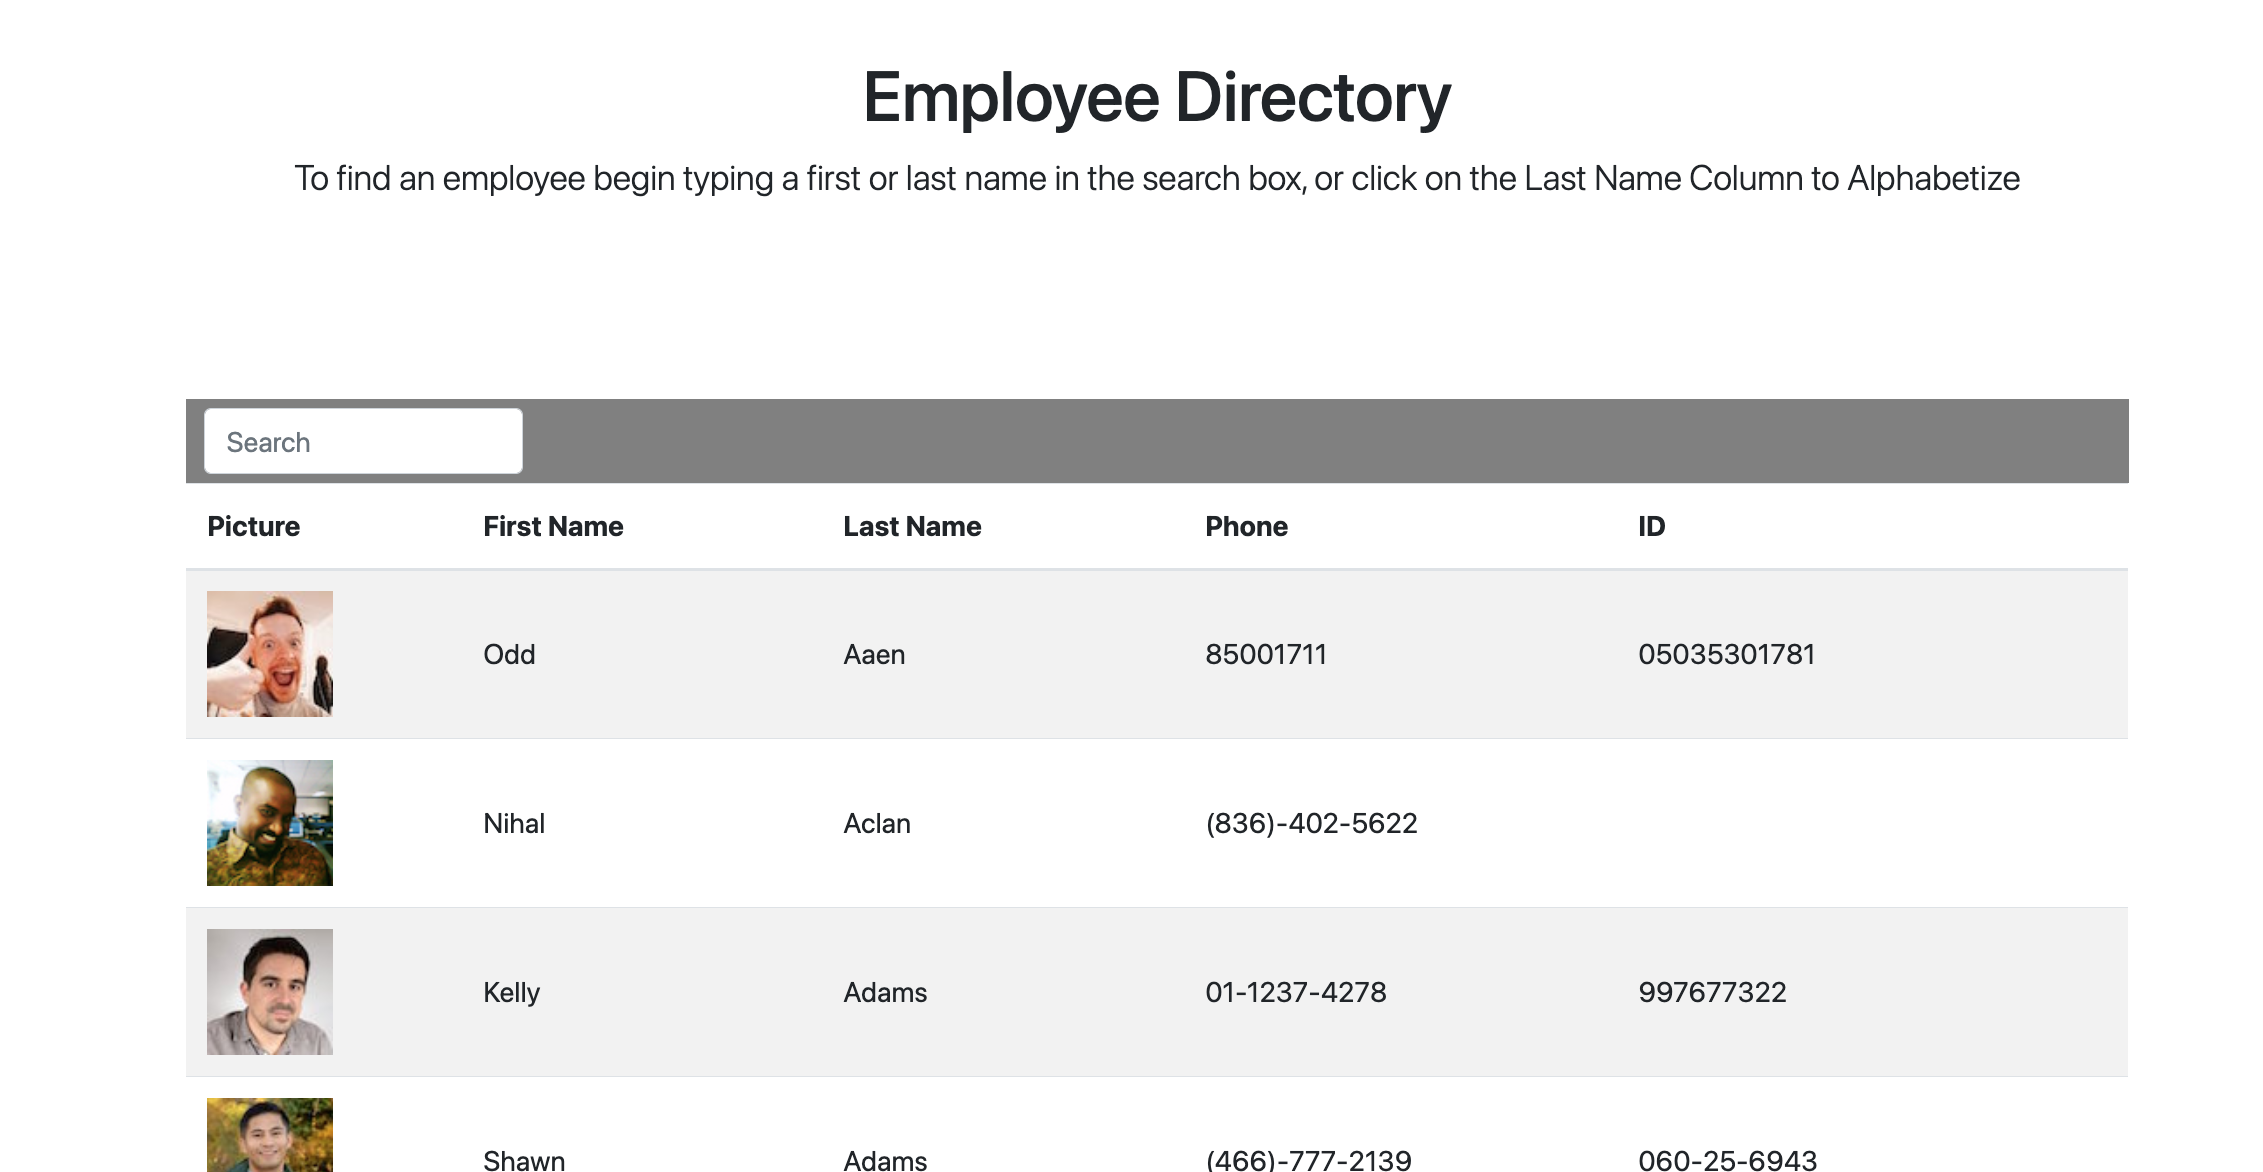 Employee Directory
To find an employee begin typing a first or last name in the search box, or click on the Last Name Column to Alphabetize
Search
Picture First Name Last Name Phone ID
Odd Aaen 85001711 05035301781
Nihal Aclan (836)-402-5622
Kelly Adams 01-1237-4278 997677322
Shawn Adams (466)-777-2139 060-25-6943